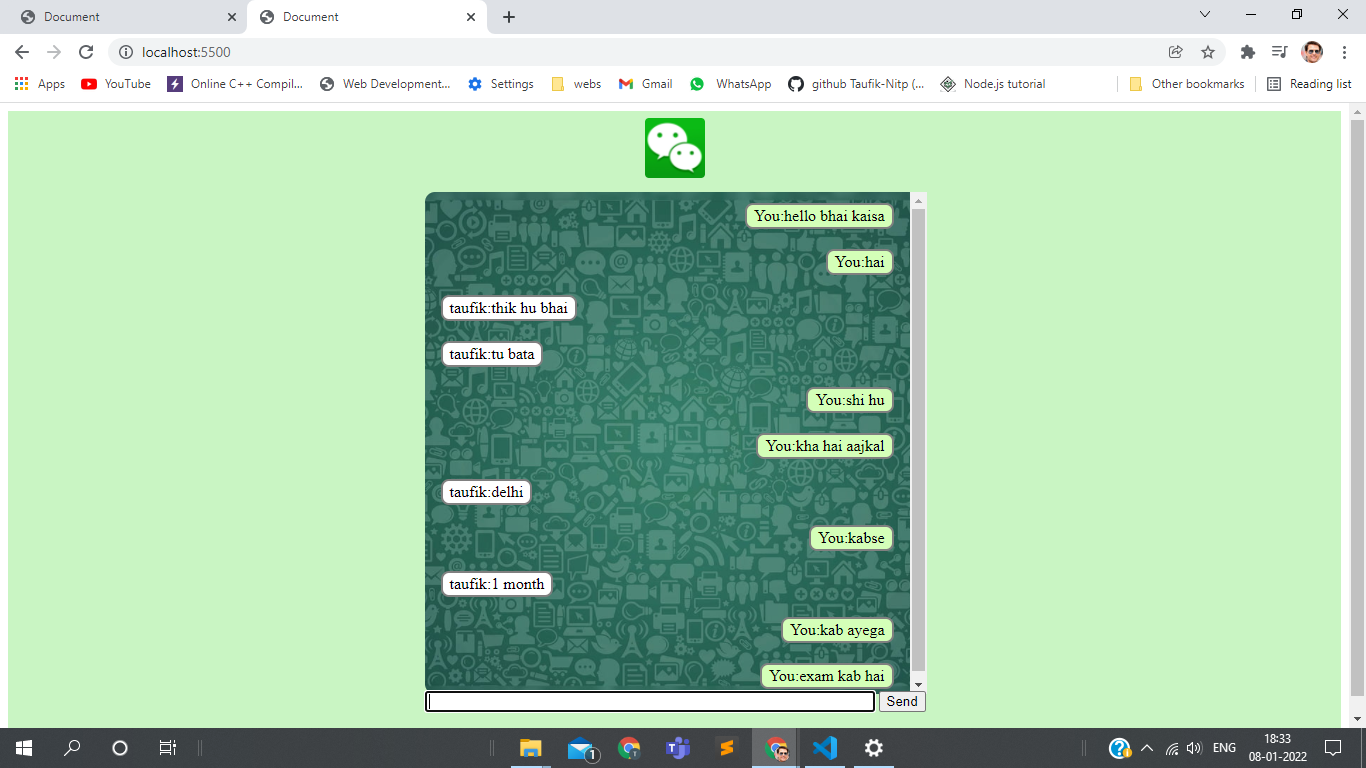 Document
Document
localhost:5500
Apps YouTube Online C++ Compil... Web Development... Settings webs Gmail WhatsApp github Taufik-Nitp (... Node.js tutorial Other bookmarks Reading list
You:hello bhai kaisa
You:hai
taufik:thik hu bhai
taufik:tu bata
You:shi hu
You:kha hai aajkal
taufik:delhi
You:kabse
taufik:1 month
You:kab ayega
You:exam kab hai
Send
1
ENG
18:33
08-01-2022